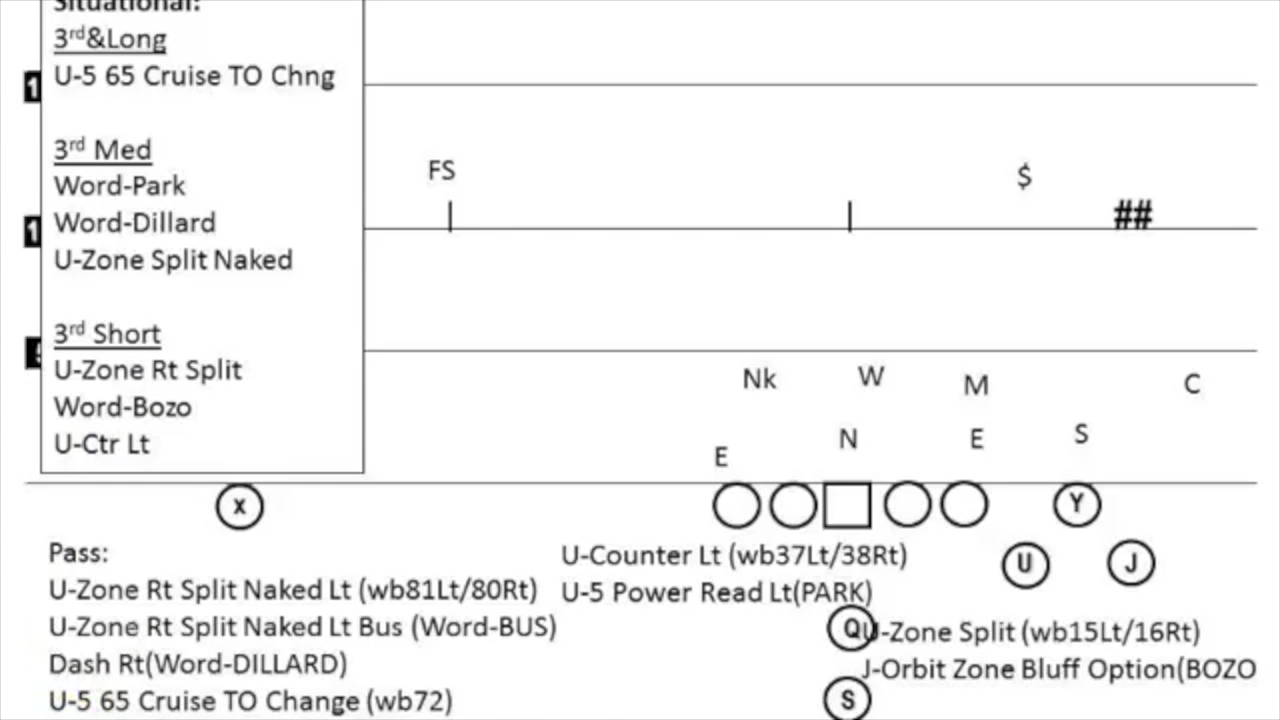 Situational:
3rd&Long
U-5 65 Cruise TO Chng
1
3rd Med
Word-Park
Word-Dillard
U-Zone Split Naked
FS
$
##
1
3rd Short
U-Zone Rt Split
Word-Bozo
U-Ctr Lt
Nk
W
M
C
E
N
E
S
X
Y
U
J
Q
S
Pass:
U-Zone Rt Split Naked Lt (wb81Lt/80Rt)
U-Zone Rt Split Naked Lt Bus (Word-BUS)
Dash Rt(Word-DILLARD)
U-5 65 Cruise TO Change (wb72)
U-Counter Lt (wb37Lt/38Rt)
U-5 Power Read Lt(PARK)
U-Zone Split (wb15Lt/16Rt)
J-Orbit Zone Bluff Option(BOZO